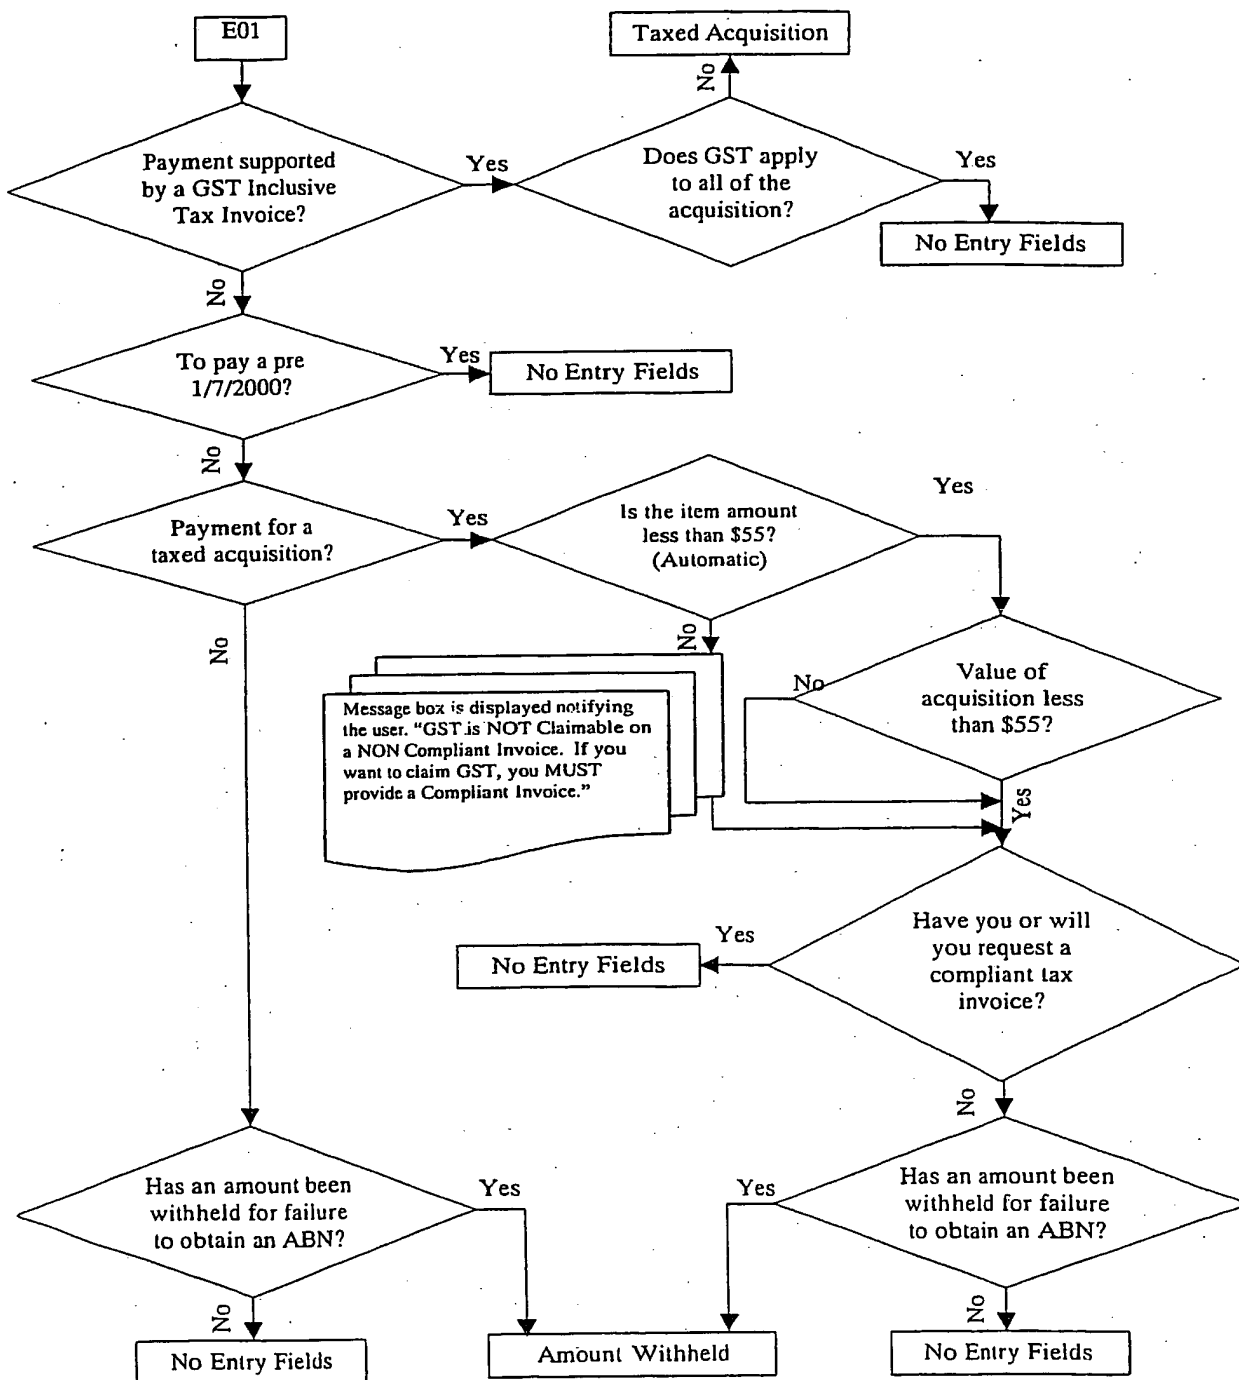 E01
Taxed Acquisition
No
Payment supported
by a GST Inclusive
Tax Invoice?
Yes
Does GST apply
to all of the
acquisition?
Yes
No Entry Fields
No
To pay a pre
1/7/2000?
Yes
No Entry Fields
No
Payment for a
taxed acquisition?
Yes
Is the item amount
less than $55?
(Automatic)
Yes
No
No
Message box is displayed notifying
the user. "GST is NOT Claimable on
a NON Compliant Invoice. If you
want to claim GST, you MUST
provide a Compliant Invoice."
No
Value of
acquisition less
than $55?
Yes
Have you or will
you request a
compliant tax
invoice?
Yes
No Entry Fields
No
Has an amount been
withheld for failure
to obtain an ABN?
Yes
Yes
Has an amount been
withheld for failure
to obtain an ABN?
No
No Entry Fields
Amount Withheld
No
No Entry Fields